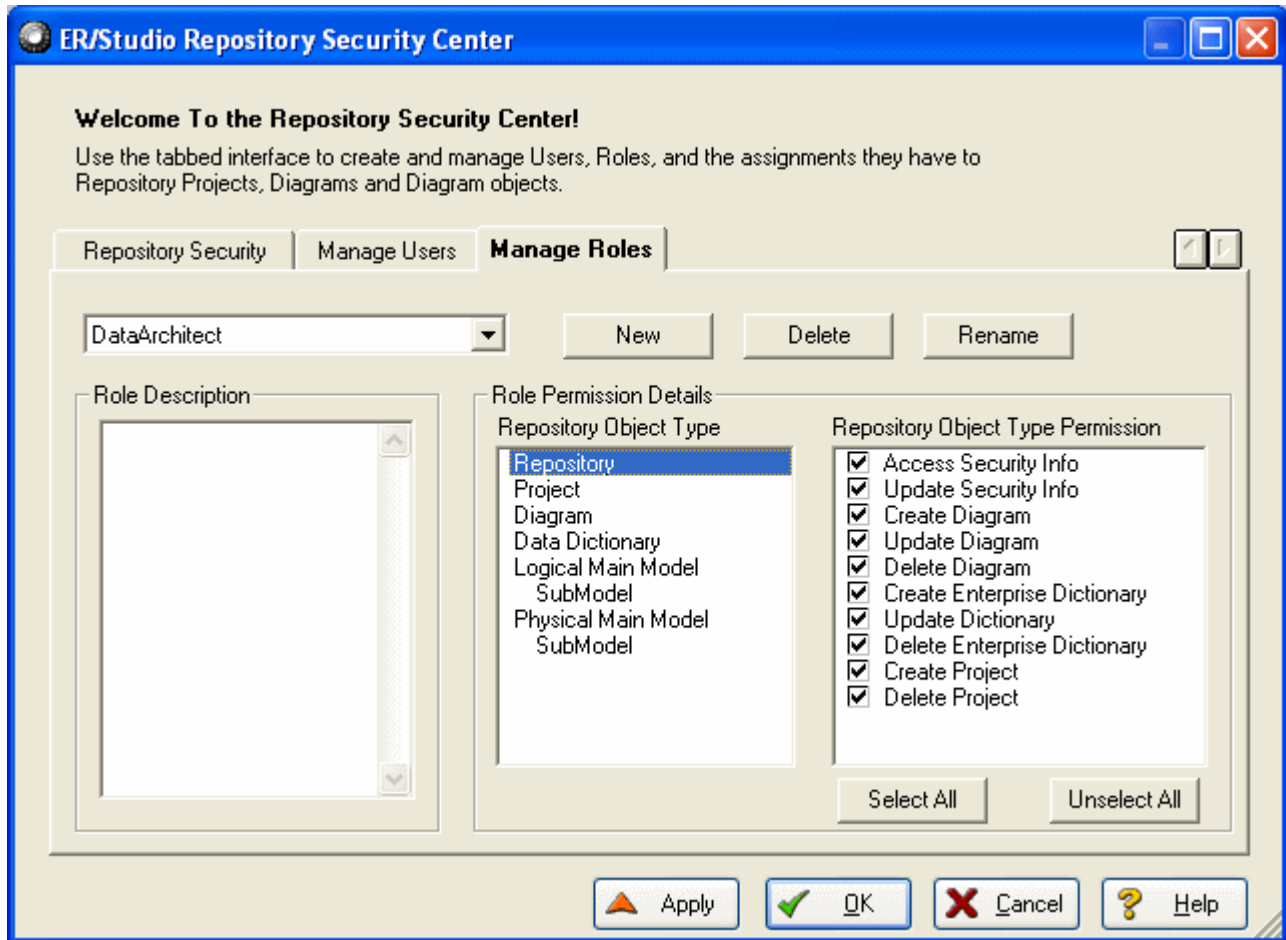 ER/Studio Repository Security Center
Welcome To the Repository Security Center!
Use the tabbed interface to create and manage Users, Roles, and the assignments they have to
Repository Projects, Diagrams and Diagram objects.
Repository Security
Manage Users
Manage Roles
DataArchitect
New
Delete
Rename
Role Description
Role Permission Details
Repository Object Type
Repository
Project
Diagram
Data Dictionary
Logical Main Model
SubModel
Physical Main Model
SubModel
Repository Object Type Permission
Access Security Info
Update Security Info
Create Diagram
Update Diagram
Delete Diagram
Create Enterprise Dictionary
Update Dictionary
Delete Enterprise Dictionary
Create Project
Delete Project
Select All
Unselect All
Apply
OK
Cancel
Help